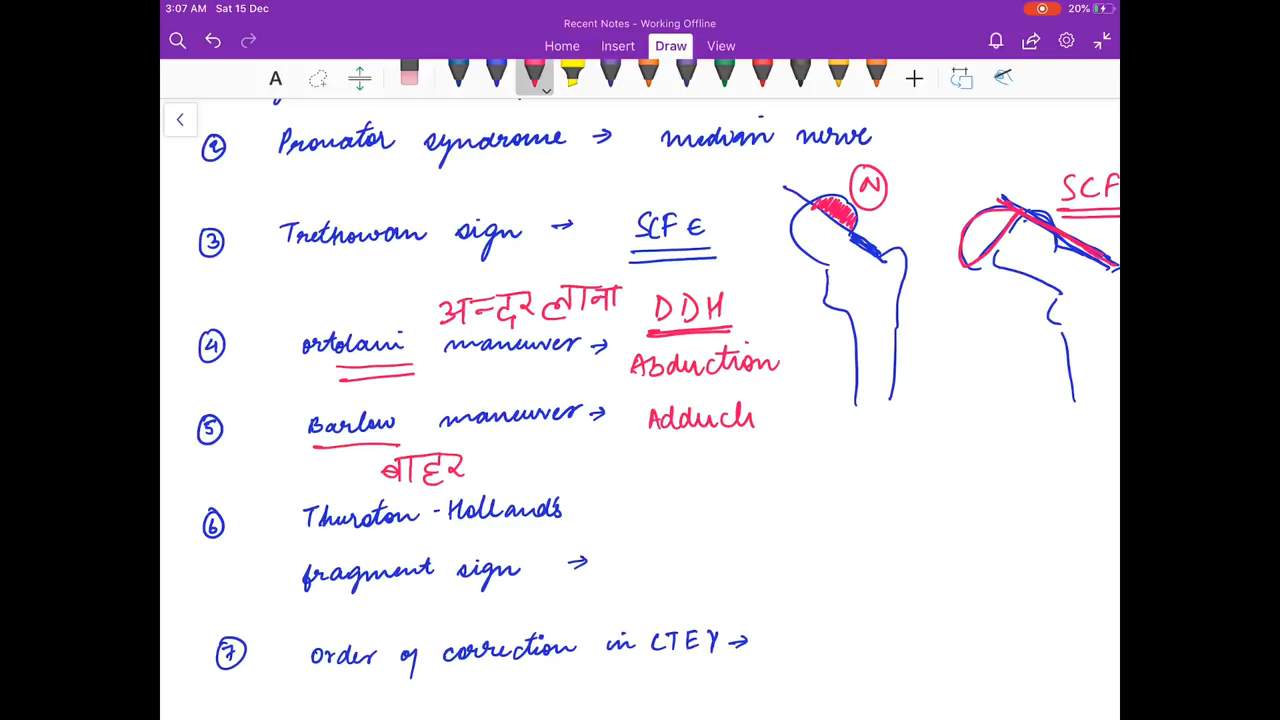 3:07 AM Sat 15 Dec
20%
Recent Notes - Working Offline
Home Insert Draw View
A
② Pronator syndrome → median nerve
N
SCF
③ Trethowan sign → SCFE
अन्दर लाना DDH
④ ortolani maneuver → Abduction
⑤ Barlow maneuver → Adducti
बाहर
⑥ Thurston - Holland's
fragment sign →
⑦ Order of correction in CTEV →